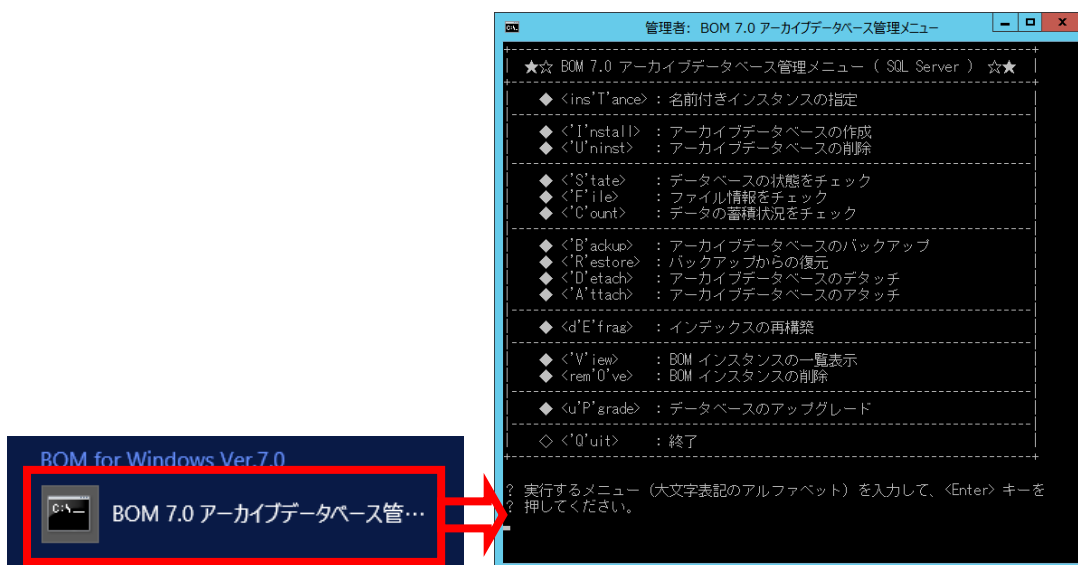 管理者: BOM 7.0 アーカイブデータベース管理メニュー
★☆ BOM 7.0 アーカイブデータベース管理メニュー ( SQL Server ) ☆★
◆ <ins'T'ance> : 名前付きインスタンスの指定
◆ <'I'nstall> : アーカイブデータベースの作成
◆ <'U'ninst> : アーカイブデータベースの削除
◆ <'S'tate> : データベースの状態をチェック
◆ <'F'ile> : ファイル情報をチェック
◆ <'C'ount> : データの蓄積状況をチェック
◆ <'B'ackup> : アーカイブデータベースのバックアップ
◆ <'R'estore> : バックアップからの復元
◆ <'D'etach> : アーカイブデータベースのデタッチ
◆ <'A'ttach> : アーカイブデータベースのアタッチ
◆ <d'E'frag> : インデックスの再構築
◆ <'V'iew> : BOM インスタンスの一覧表示
◆ <rem'O've> : BOM インスタンスの削除
◆ <u'P'grade> : データベースのアップグレード
◇ <'Q'uit> : 終了
? 実行するメニュー (大文字表記のアルファベット) を入力して、<Enter> キーを
? 押してください。
BOM for Windows Ver.7.0
C:\
BOM 7.0 アーカイブデータベース管…